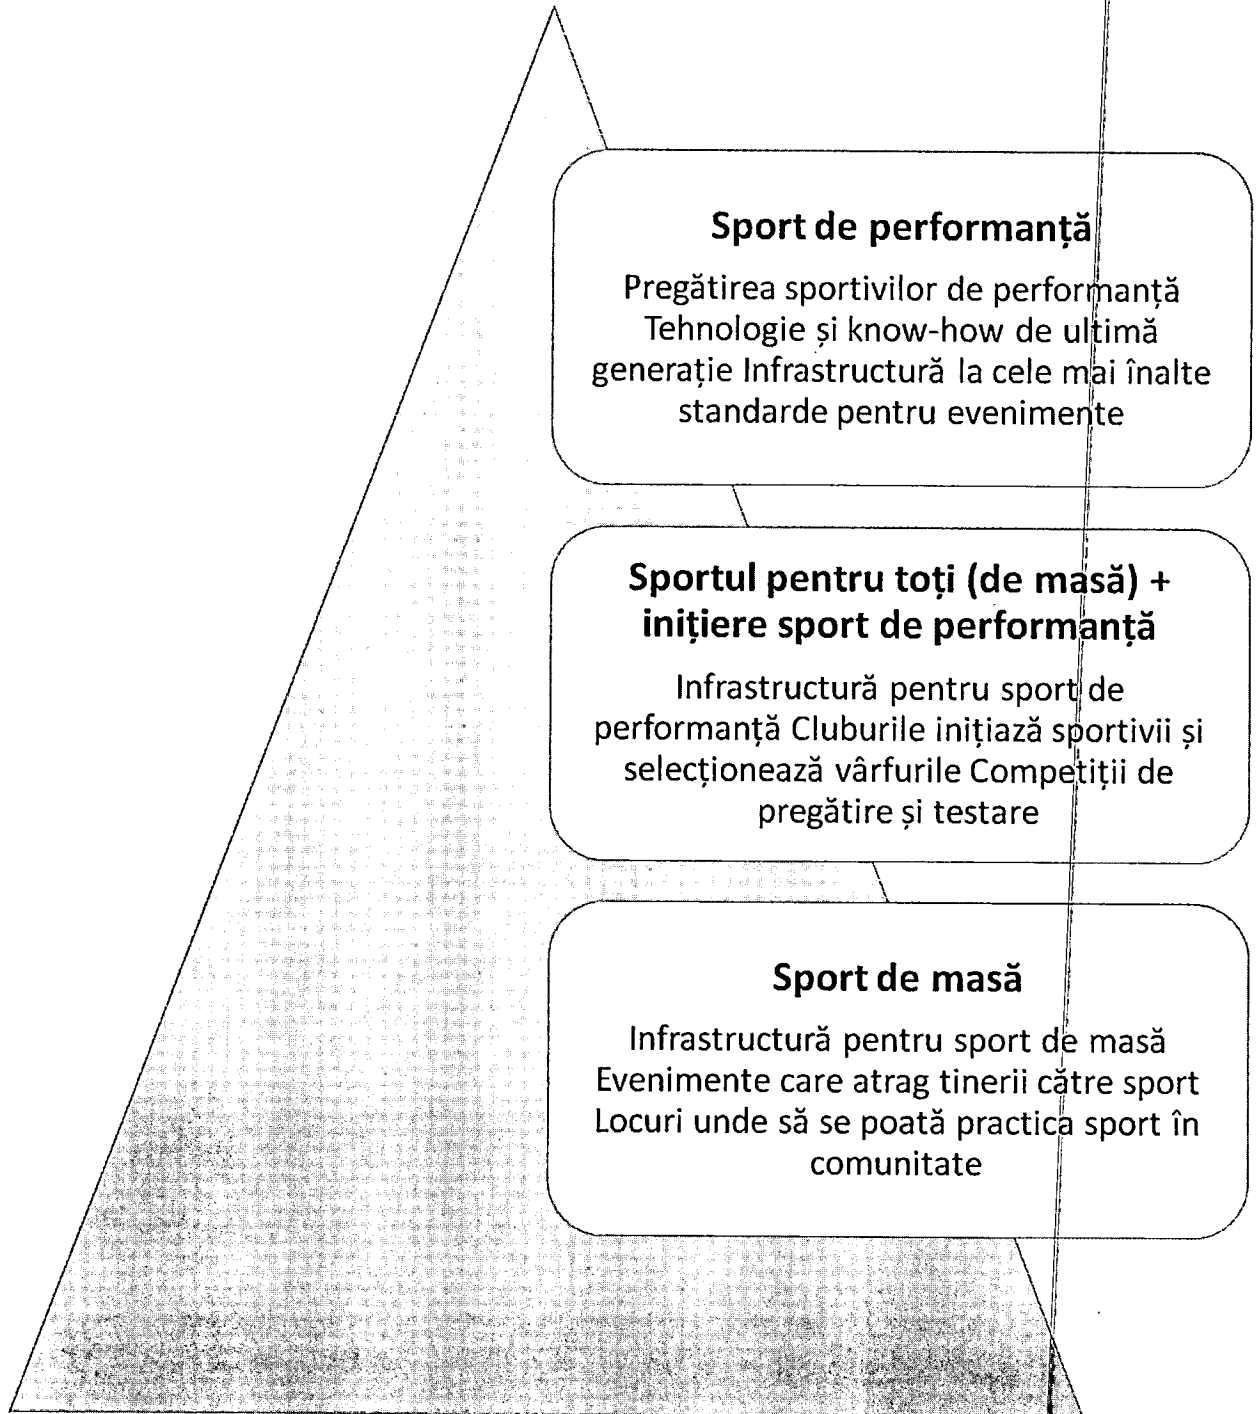 Sport de performanță
Pregătirea sportivilor de performanță
Tehnologie și know-how de ultimă
generație Infrastructură la cele mai înalte
standarde pentru evenimente
Sportul pentru toți (de masă) +
inițiere sport de performanță
Infrastructură pentru sport de
performanță Cluburile inițiază sportivii și
selecționează vârfurile Competiții de
pregătire și testare
Sport de masă
Infrastructură pentru sport de masă
Evenimente care atrag tinerii către sport
Locuri unde să se poată practica sport în
comunitate